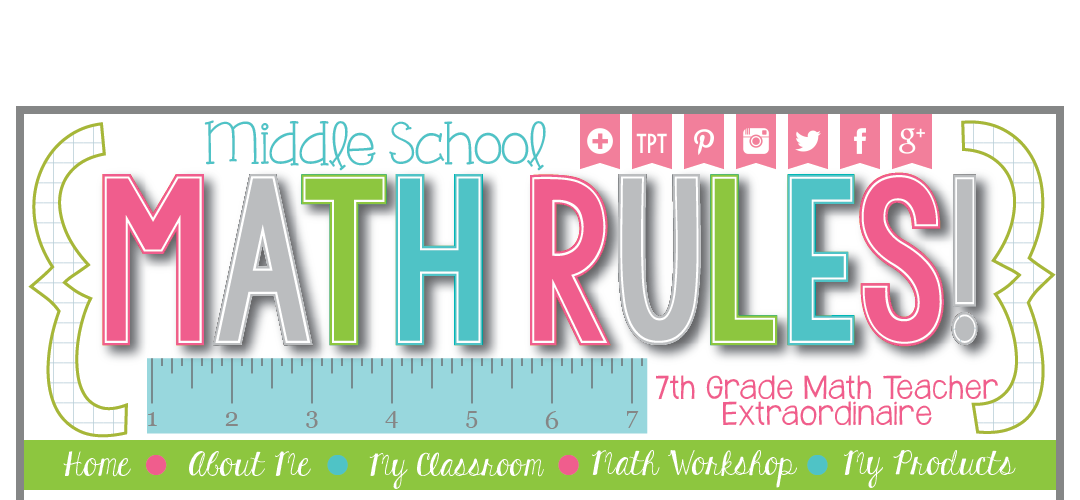 Middle School
TPT
g+
MATH RULES!
1 2 3 4 5 6 7
7th Grade Math Teacher
Extraordinaire
Home About Me My Classroom Math Workshop My Products